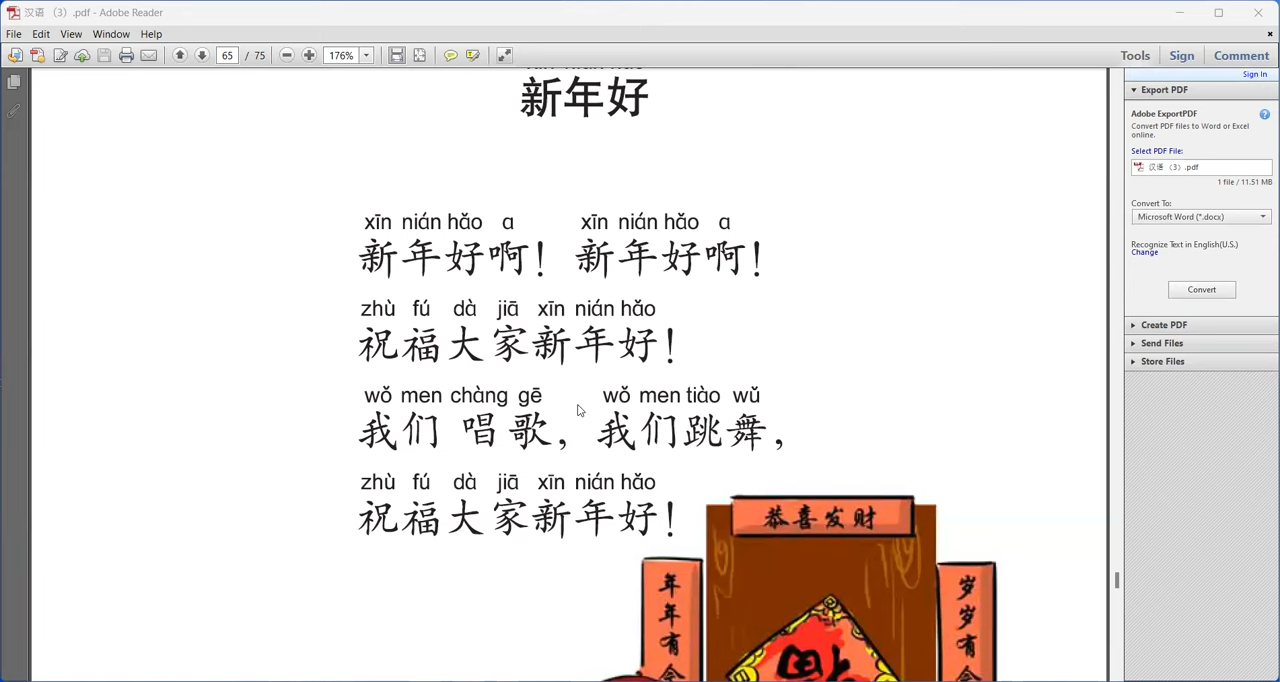 汉语 （3）.pdf - Adobe Reader
File Edit View Window Help
65 / 75 176% Tools Sign Comment
Sign In
Export PDF
Adobe ExportPDF
Convert PDF files to Word or Excel
online.
Select PDF File:
汉语 （3）.pdf
1 file / 11.51 MB
Convert To:
Microsoft Word (*.docx)
Recognize Text in English(U.S.)
Change
Convert
Create PDF
Send Files
Store Files
新年好
xīn nián hǎo ɑ xīn nián hǎo ɑ
新年好啊！ 新年好啊！
zhù fú dà jiā xīn nián hǎo
祝福大家新年好！
wǒ men chàng gē wǒ men tiào wǔ
我们唱歌，我们跳舞，
zhù fú dà jiā xīn nián hǎo
祝福大家新年好！
恭喜发财
年年有余
岁岁有
福